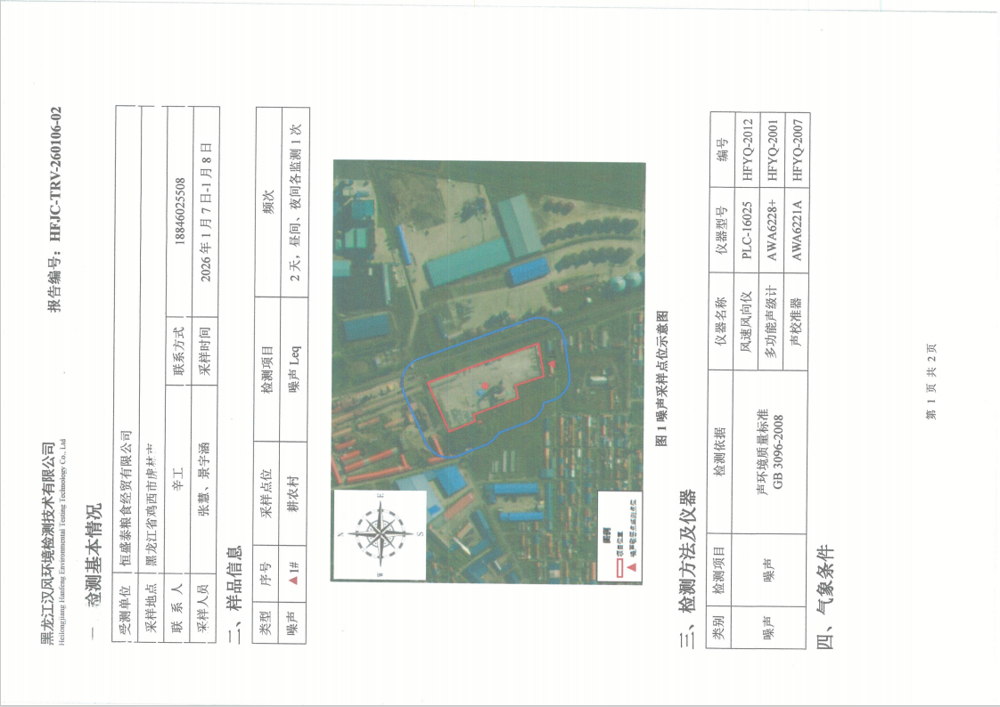 黑龙江汉风环境检测技术有限公司
Heilongjiang Hanfeng Environmental Testing Technology Co., Ltd
报告编号：HFJC-TRV-260106-02
一 检测基本情况
受测单位 恒盛泰粮食经贸有限公司
采样地点 黑龙江省鸡西市虎林市
联 系 人 辛工 联系方式 18846025508
采样人员 张慧、景宇涵 采样时间 2026 年 1 月 7 日-1 月 8 日
二、样品信息
类型 序号 采样点位 检测项目 频次
噪声 ▲1# 耕农村 噪声 Leq 2 天，昼间、夜间各监测 1 次
N
W E
S
图例
项目位置
图 1 噪声采样点位示意图
三、检测方法及仪器
类别 检测项目 检测依据 仪器名称 仪器型号 编号
噪声 噪声 声环境质量标准
GB 3096-2008
风速风向仪 PLC-16025 HFYQ-2012
多功能声级计 AWA6228+ HFYQ-2001
声校准器 AWA6221A HFYQ-2007
四、气象条件
第 1 页 共 2 页